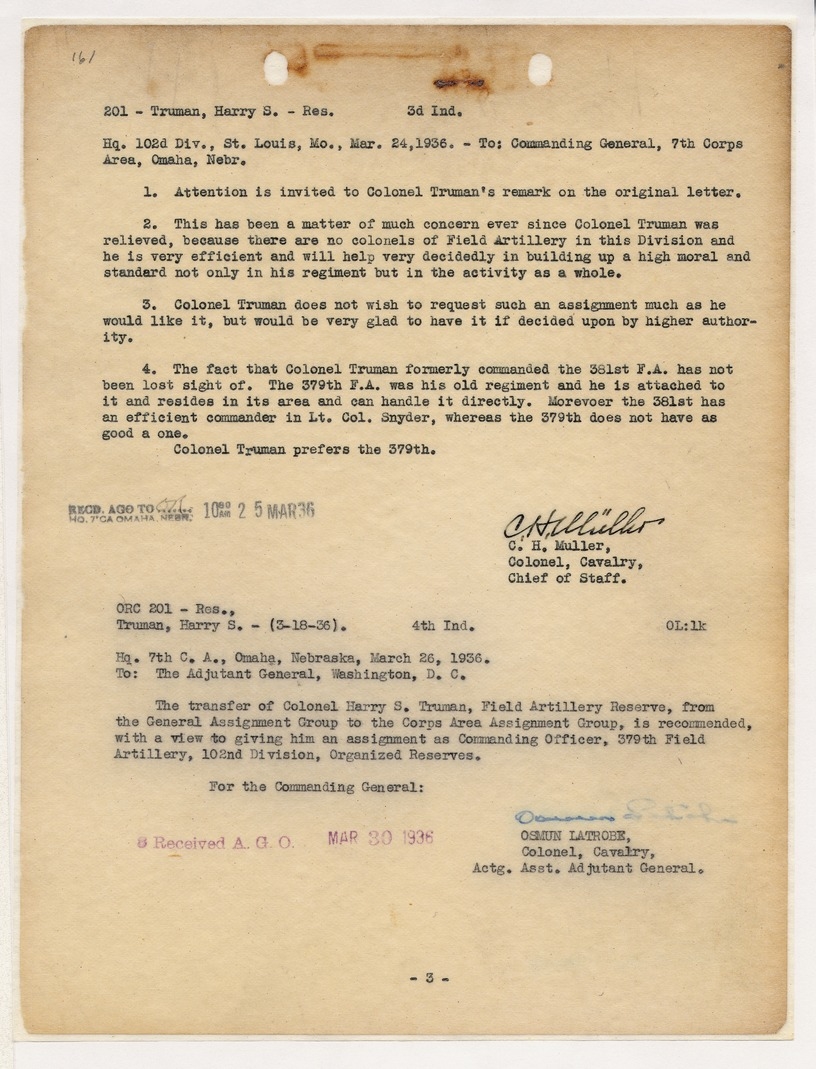 161
201 - Truman, Harry S. - Res. 3d Ind.
Hq. 102d Div., St. Louis, Mo., Mar. 24,1936. - To: Commanding General, 7th Corps
Area, Omaha, Nebr.
1. Attention is invited to Colonel Truman's remark on the original letter.
2. This has been a matter of much concern ever since Colonel Truman was
relieved, because there are no colonels of Field Artillery in this Division and
he is very efficient and will help very decidedly in building up a high moral and
standard not only in his regiment but in the activity as a whole.
3. Colonel Truman does not wish to request such an assignment much as he
would like it, but would be very glad to have it if decided upon by higher author-
ity.
4. The fact that Colonel Truman formerly commanded the 381st F.A. has not
been lost sight of. The 379th F.A. was his old regiment and he is attached to
it and resides in its area and can handle it directly. Morevoer the 381st has
an efficient commander in Lt. Col. Snyder, whereas the 379th does not have as
good a one.
Colonel Truman prefers the 379th.
RECD. AGO TO 10 00 AM 25 MAR 36
HQ. 7" CA OMAHA, NEBR.
C. H. Müller
C. H. Muller,
Colonel, Cavalry,
Chief of Staff.
ORC 201 - Res.,
Truman, Harry S. - (3-18-36). 4th Ind. OL:lk
Hq. 7th C. A., Omaha, Nebraska, March 26, 1936.
To: The Adjutant General, Washington, D. C.
The transfer of Colonel Harry S. Truman, Field Artillery Reserve, from
the General Assignment Group to the Corps Area Assignment Group, is recommended,
with a view to giving him an assignment as Commanding Officer, 379th Field
Artillery, 102nd Division, Organized Reserves.
For the Commanding General:
8 Received A. G. O. MAR 30 1936
OSMUN LATROBE,
Colonel, Cavalry,
Actg. Asst. Adjutant General.
- 3 -